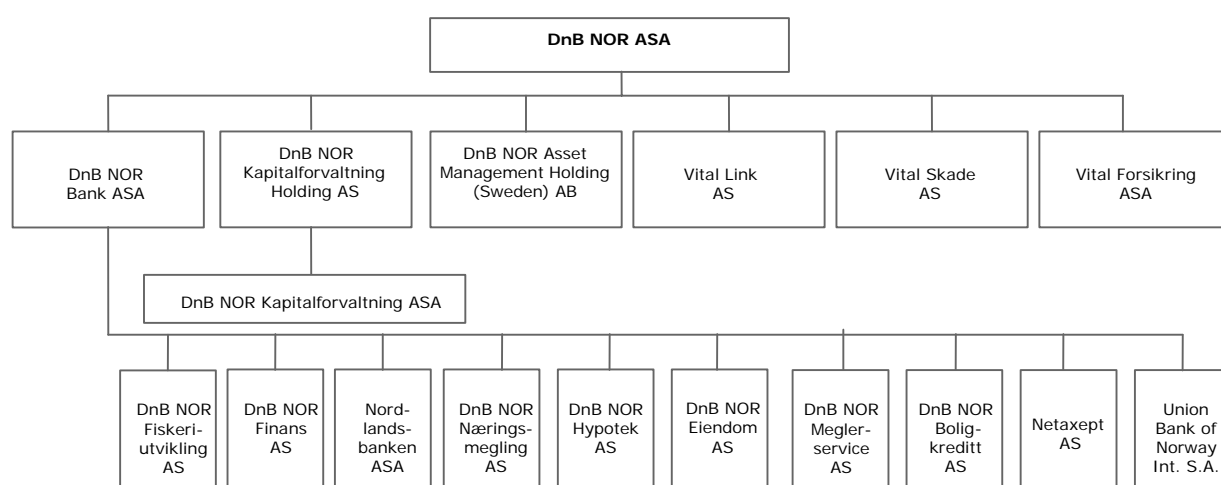 DnB NOR ASA
DnB NOR
Bank ASA
DnB NOR
Kapitalforvaltning
Holding AS
DnB NOR Asset
Management Holding
(Sweden) AB
Vital Link
AS
Vital Skade
AS
Vital Forsikring
ASA
DnB NOR Kapitalforvaltning ASA
DnB NOR
Fiskeri-
utvikling
AS
DnB NOR
Finans
AS
Nord-
lands-
banken
ASA
DnB NOR
Nærings-
megling
AS
DnB NOR
Hypotek
AS
DnB NOR
Eiendom
AS
DnB NOR
Megler-
service
AS
DnB NOR
Bolig-
kreditt
AS
Netaxept
AS
Union
Bank of
Norway
Int. S.A.